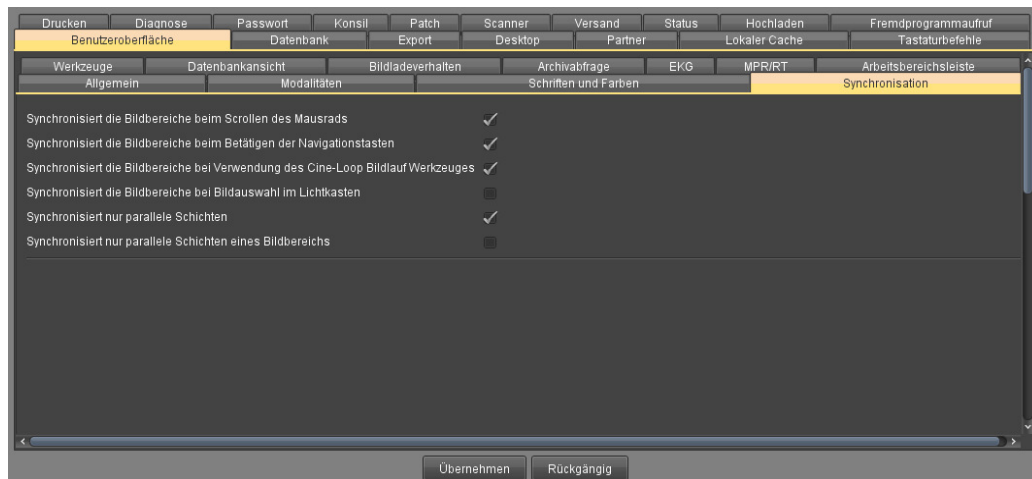 Drucken Diagnose Passwort Konsil Patch Scanner Versand Status Hochladen Fremdprogrammaufruf
Benutzeroberfläche Datenbank Export Desktop Partner Lokaler Cache Tastaturbefehle
Werkzeuge Datenbankansicht Bildladeverhalten Archivabfrage EKG MPR/RT Arbeitsbereichsleiste
Allgemein Modalitäten Schriften und Farben Synchronisation
Synchronisiert die Bildbereiche beim Scrollen des Mausrads
Synchronisiert die Bildbereiche beim Betätigen der Navigationstasten
Synchronisiert die Bildbereiche bei Verwendung des Cine-Loop Bildlauf Werkzeuges
Synchronisiert die Bildbereiche bei Bildauswahl im Lichtkasten
Synchronisiert nur parallele Schichten
Synchronisiert nur parallele Schichten eines Bildbereichs
Übernehmen Rückgängig